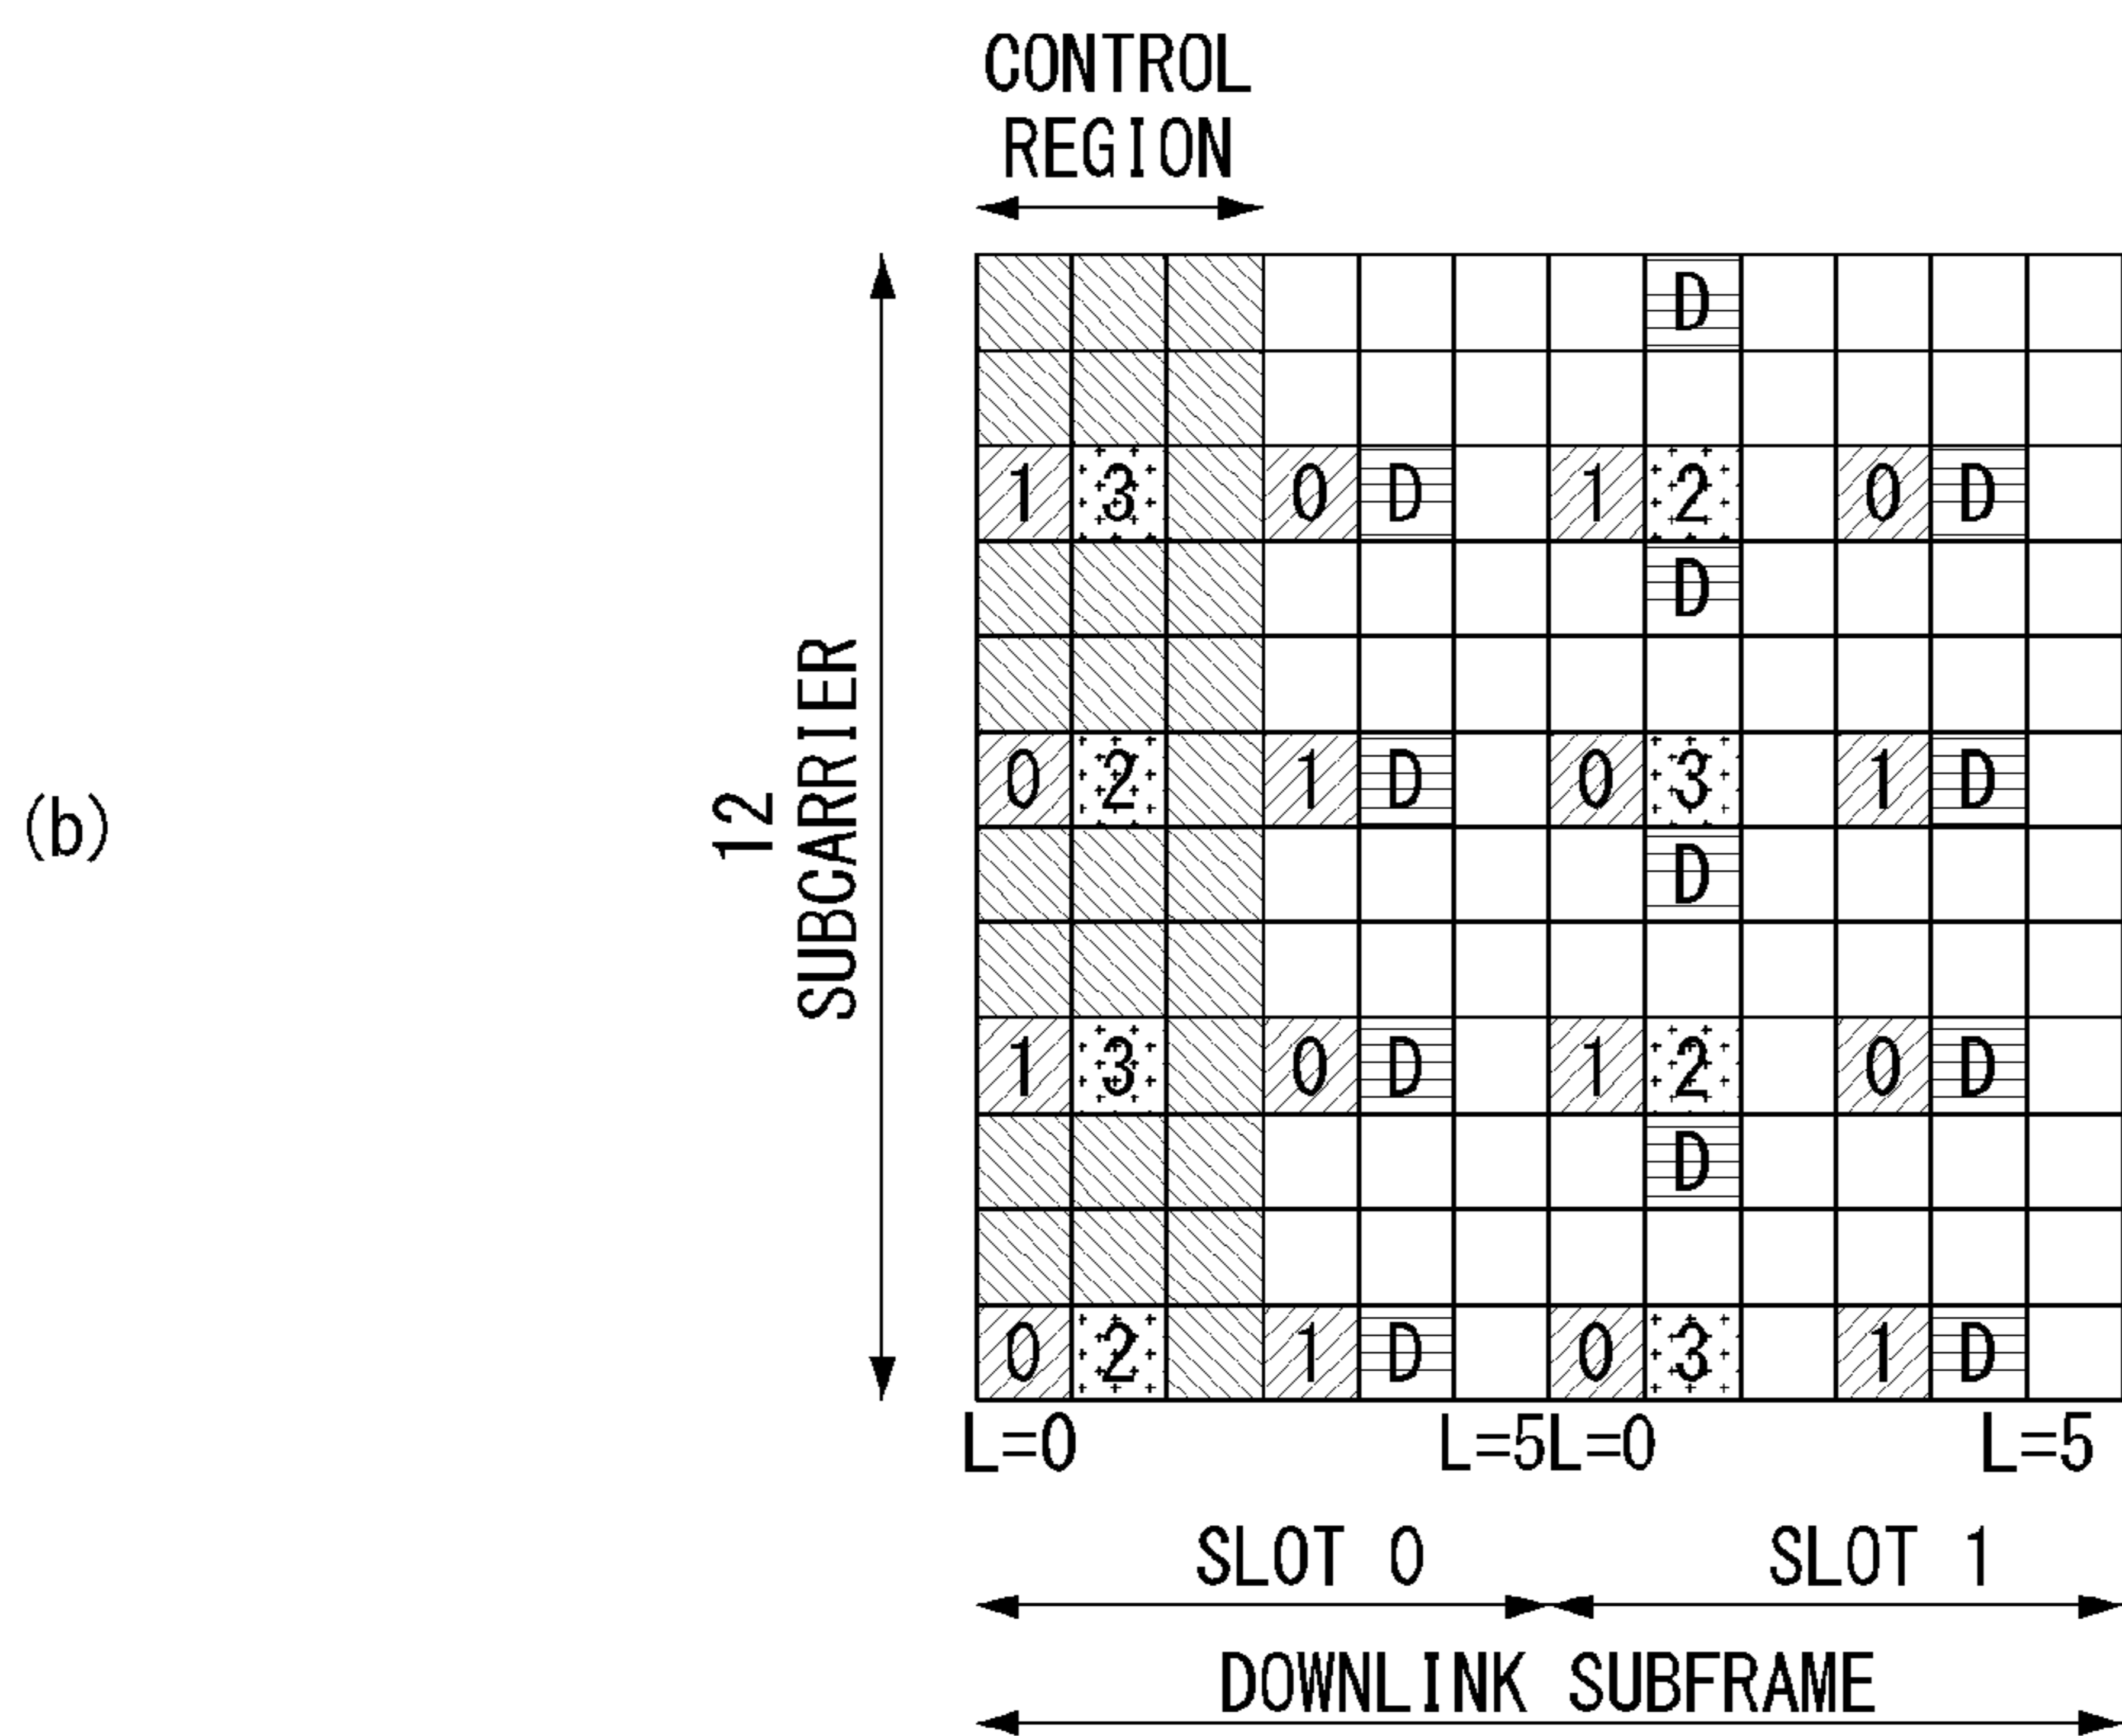 CONTROL
REGION
D
1 3 0 D 1 2 0 D
D
12
SUBCARRIER
0 2 1 D 0 3 1 D
(b)
D
1 3 0 D 1 2 0 D
D
0 2 1 D 0 3 1 D
L=0 L=5 L=0 L=5
SLOT 0 SLOT 1
DOWNLINK SUBFRAME